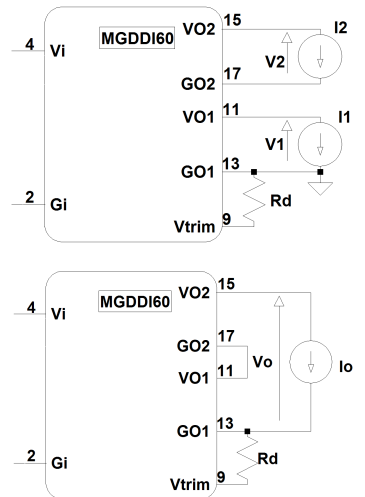 15
VO2
I2
MGDDI60
4
Vi
V2
17
GO2
11
VO1
I1
V1
13
GO1
2
Gi
Rd
Vtrim
9
15
VO2
MGDDI60
4
Vi
17
GO2
Vo
Io
VO1
11
13
GO1
2
Gi
Rd
Vtrim
9